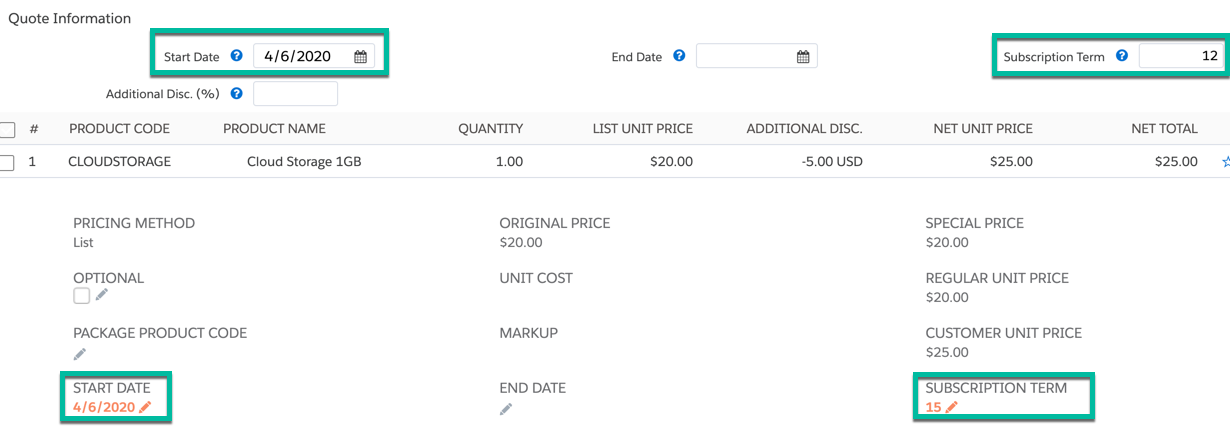 Quote Information
Start Date ? 4/6/2020 End Date ? Subscription Term ? 12
Additional Disc. (%) ?
# PRODUCT CODE PRODUCT NAME QUANTITY LIST UNIT PRICE ADDITIONAL DISC. NET UNIT PRICE NET TOTAL
1 CLOUDSTORAGE Cloud Storage 1GB 1.00 $20.00 -5.00 USD $25.00 $25.00
PRICING METHOD ORIGINAL PRICE SPECIAL PRICE
List $20.00 $20.00
OPTIONAL UNIT COST REGULAR UNIT PRICE
$20.00
PACKAGE PRODUCT CODE MARKUP CUSTOMER UNIT PRICE
$25.00
START DATE END DATE SUBSCRIPTION TERM
4/6/2020 15